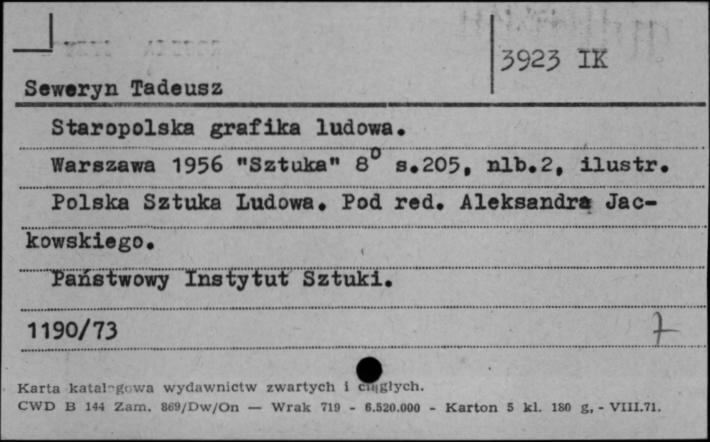 3923 IK
Seweryn Tadeusz
Staropolska grafika ludowa.
Warszawa 1956 "Sztuka" 8° s.205, nlb.2, ilustr.
Polska Sztuka Ludowa. Pod red. Aleksandra Jac-
kowskiego.
Państwowy Instytut Sztuki.
1190/73
Karta katalogowa wydawnictw zwartych i ciągłych.
CWD B 144 Zam. 869/Dw/On — Wrak 719 - 6.520.000 - Karton 5 kl. 180 g, - VIII.71.